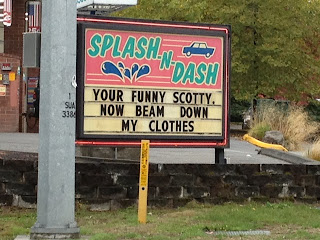 SPLASH
N
DASH
YOUR FUNNY SCOTTY.
NOW BEAM DOWN
MY CLOTHES